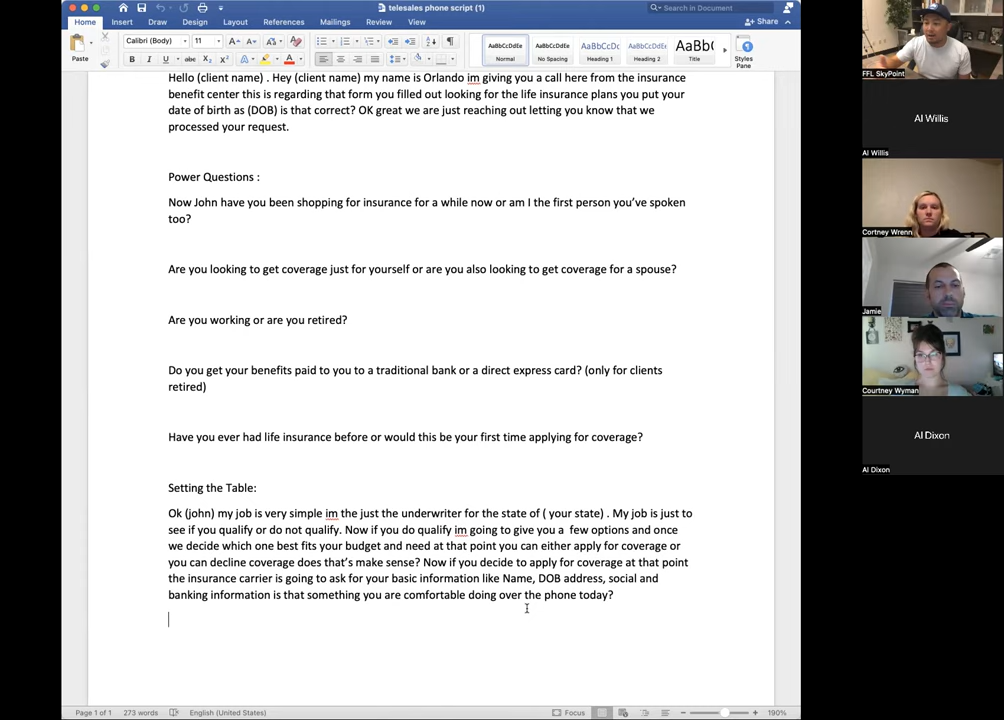 telesales phone script (1)
Search in Document
Home Insert Draw Design Layout References Mailings Review View
Share
Paste
Calibri (Body) 11
AaBbCcDdEe AaBbCcDdEe AaBbCcDc AaBbCcDdE AaBb(
Normal No Spacing Heading 1 Heading 2 Title
Styles
Pane
Hello (client name) . Hey (client name) my name is Orlando im giving you a call here from the insurance
benefit center this is regarding that form you filled out looking for the life insurance plans you put your
date of birth as (DOB) is that correct? OK great we are just reaching out letting you know that we
processed your request.
Power Questions :
Now John have you been shopping for insurance for a while now or am I the first person you’ve spoken
too?
Are you looking to get coverage just for yourself or are you also looking to get coverage for a spouse?
Are you working or are you retired?
Do you get your benefits paid to you to a traditional bank or a direct express card? (only for clients
retired)
Have you ever had life insurance before or would this be your first time applying for coverage?
Setting the Table:
Ok (john) my job is very simple im the just the underwriter for the state of ( your state) . My job is just to
see if you qualify or do not qualify. Now if you do qualify im going to give you a  few options and once
we decide which one best fits your budget and need at that point you can either apply for coverage or
you can decline coverage does that’s make sense? Now if you decide to apply for coverage at that point
the insurance carrier is going to ask for your basic information like Name, DOB address, social and
banking information is that something you are comfortable doing over the phone today?
Page 1 of 1 273 words English (United States) Focus 190%
FFL SkyPoint
Al Willis
Al Willis
Cortney Wrenn
Jamie
Courtney Wyman
Al Dixon
Al Dixon